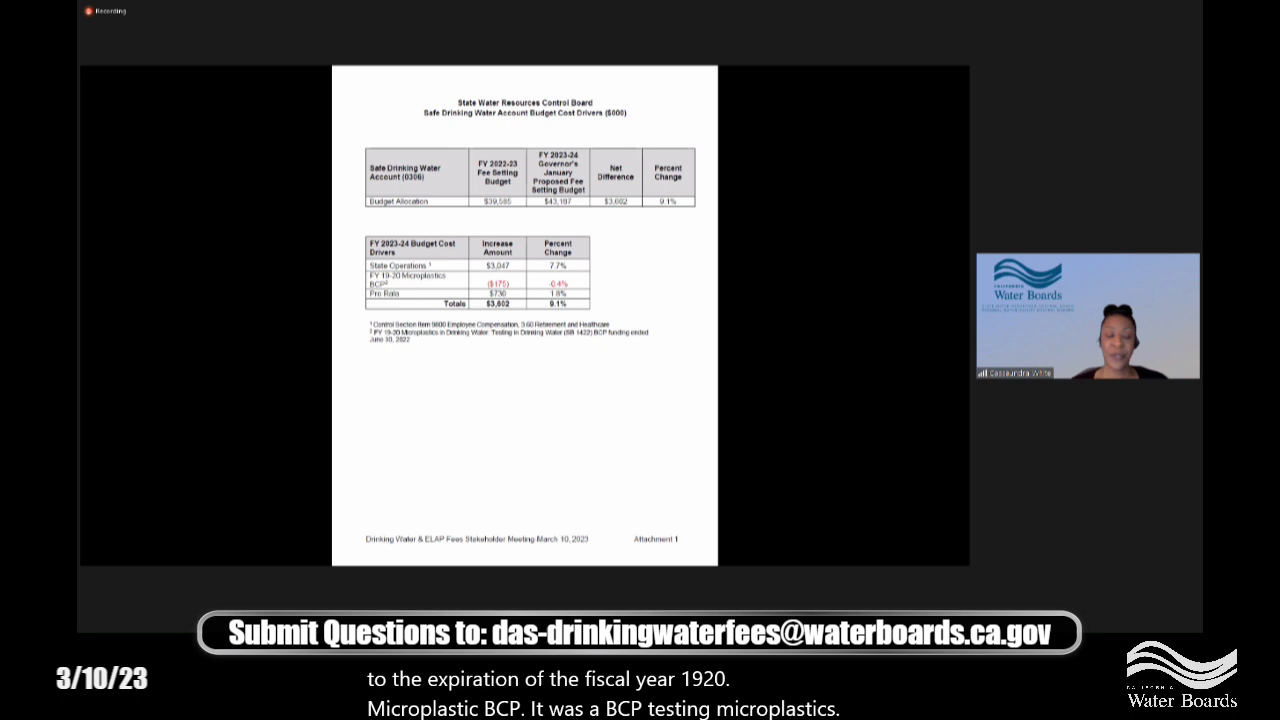 Recording
State Water Resources Control Board
Safe Drinking Water Account Budget Cost Drivers ($000)
Safe Drinking Water Account (0306) | FY 2022-23 Fee Setting Budget | FY 2023-24 Governor's January Proposed Fee Setting Budget | Net Difference | Percent Change
Budget Allocation | $39,585 | $43,187 | $3,602 | 9.1%
FY 2023-24 Budget Cost Drivers | Increase Amount | Percent Change
State Operations ¹ | $3,047 | 7.7%
FY 19-20 Microplastics BCP² | ($175) | -0.4%
Pro Rata | $730 | 1.8%
Totals | $3,602 | 9.1%
¹ Control Section Item 9800 Employee Compensation, 3.60 Retirement and Healthcare
² FY 19-20 Microplastics in Drinking Water: Testing in Drinking Water (SB 1422) BCP funding ended
June 30, 2022
Drinking Water & ELAP Fees Stakeholder Meeting-March 10, 2023 Attachment 1
CALIFORNIA
Water Boards
Cassaundra White
Submit Questions to: das-drinkingwaterfees@waterboards.ca.gov
3/10/23
to the expiration of the fiscal year 1920.
Microplastic BCP. It was a BCP testing microplastics.
CALIFORNIA
Water Boards